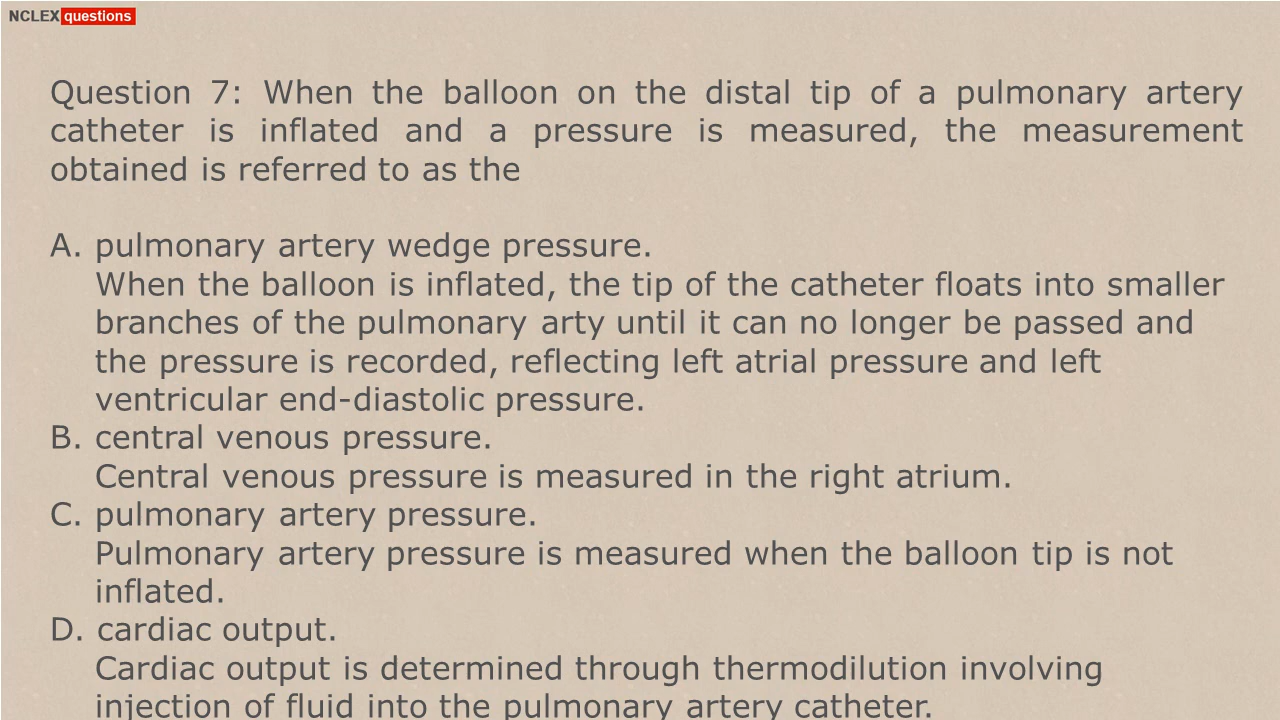 NCLEX questions
Question 7: When the balloon on the distal tip of a pulmonary artery
catheter is inflated and a pressure is measured, the measurement
obtained is referred to as the
A. pulmonary artery wedge pressure.
When the balloon is inflated, the tip of the catheter floats into smaller
branches of the pulmonary arty until it can no longer be passed and
the pressure is recorded, reflecting left atrial pressure and left
ventricular end-diastolic pressure.
B. central venous pressure.
Central venous pressure is measured in the right atrium.
C. pulmonary artery pressure.
Pulmonary artery pressure is measured when the balloon tip is not
inflated.
D. cardiac output.
Cardiac output is determined through thermodilution involving
injection of fluid into the pulmonary artery catheter.